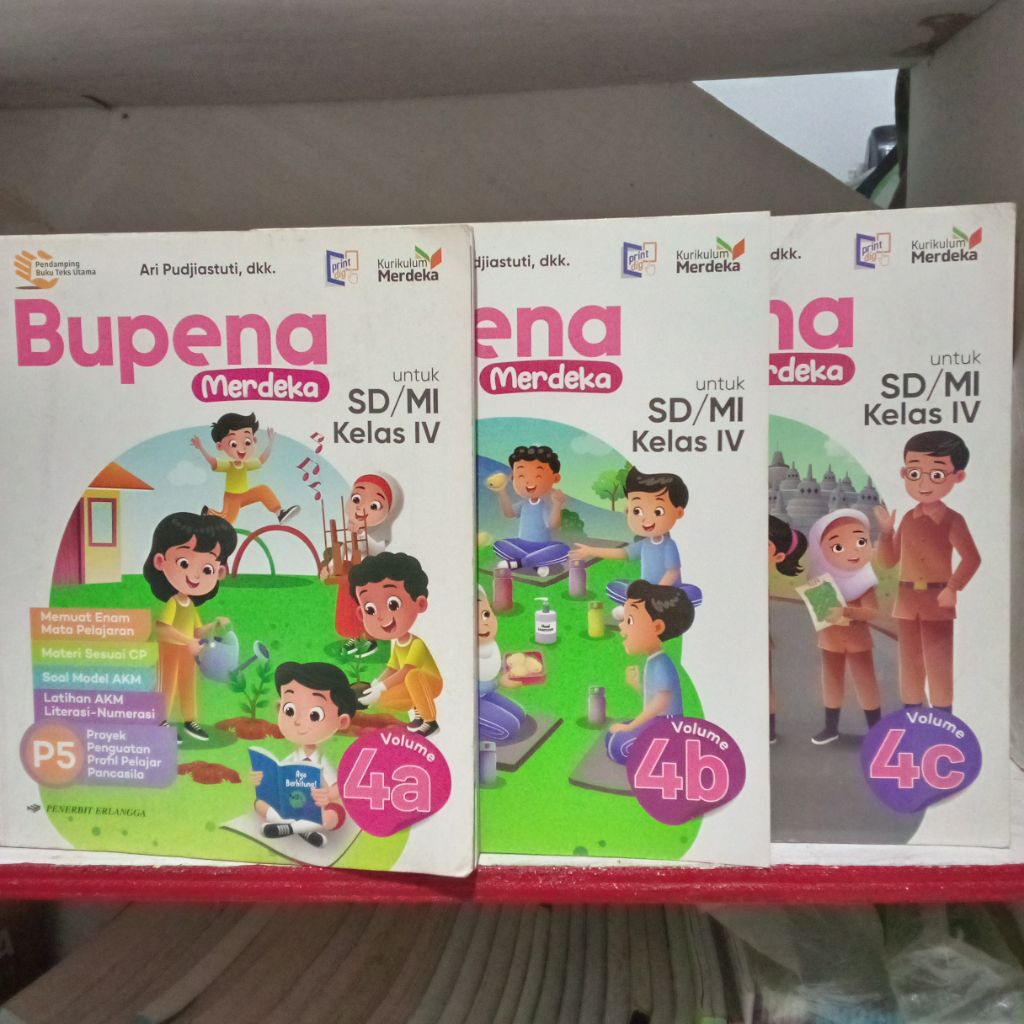 Pendamping
Buku Teks Utama
Ari Pudjiastuti, dkk.
print
dig
Kurikulum
Merdeka
Bupena
Merdeka
untuk
SD/MI
Kelas IV
Memuat Enam
Mata Pelajaran
Materi Sesuai CP
Soal Model AKM
Latihan AKM
Literasi-Numerasi
P5
Proyek
Penguatan
Profil Pelajar
Pancasila
Ayo
Berhitung!
Volume
4a
PENERBIT ERLANGGA
djiastuti, dkk.
print
dig
Kurikulum
Merdeka
ena
Merdeka
untuk
SD/MI
Kelas IV
Volume
4b
dkk.
print
dig
Kurikulum
Merdeka
na
rdeka
untuk
SD/MI
Kelas IV
Volume
4c